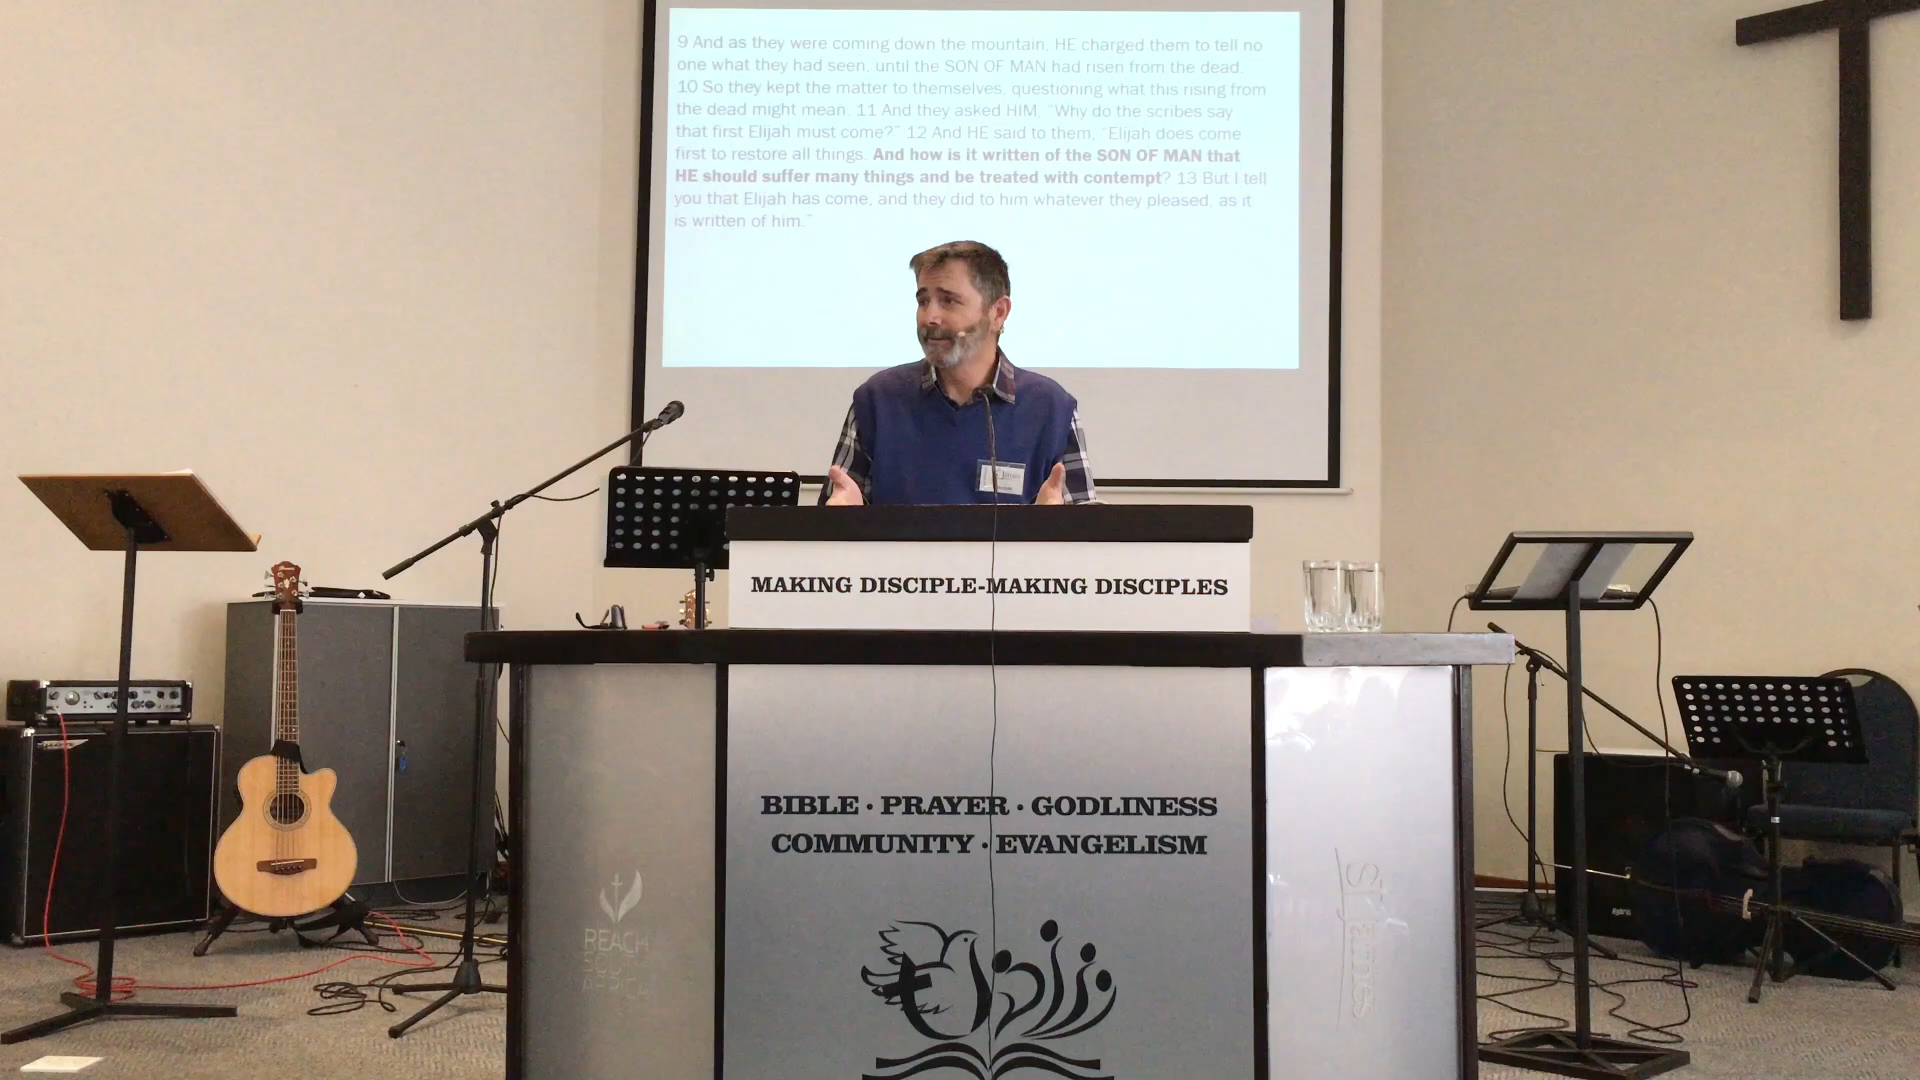 9 And as they were coming down the mountain, HE charged them to tell no
one what they had seen, until the SON OF MAN had risen from the dead.
10 So they kept the matter to themselves, questioning what this rising from
the dead might mean. 11 And they asked HIM, "Why do the scribes say
that first Elijah must come?" 12 And HE said to them, "Elijah does come
first to restore all things. And how is it written of the SON OF MAN that
HE should suffer many things and be treated with contempt? 13 But I tell
you that Elijah has come, and they did to him whatever they pleased, as it
is written of him."
MAKING DISCIPLE-MAKING DISCIPLES
BIBLE · PRAYER · GODLINESS
COMMUNITY · EVANGELISM
REACH
St James
Hybrid